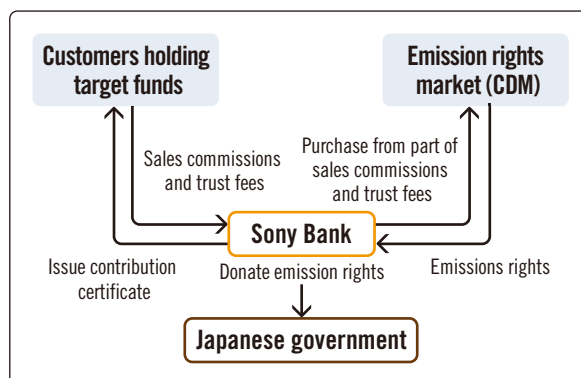 Customers holding
target funds
Emission rights
market (CDM)
Sales commissions
and trust fees
Purchase from part of
sales commissions
and trust fees
Sony Bank
Issue contribution
certificate
Donate emission rights
Emissions rights
Japanese government